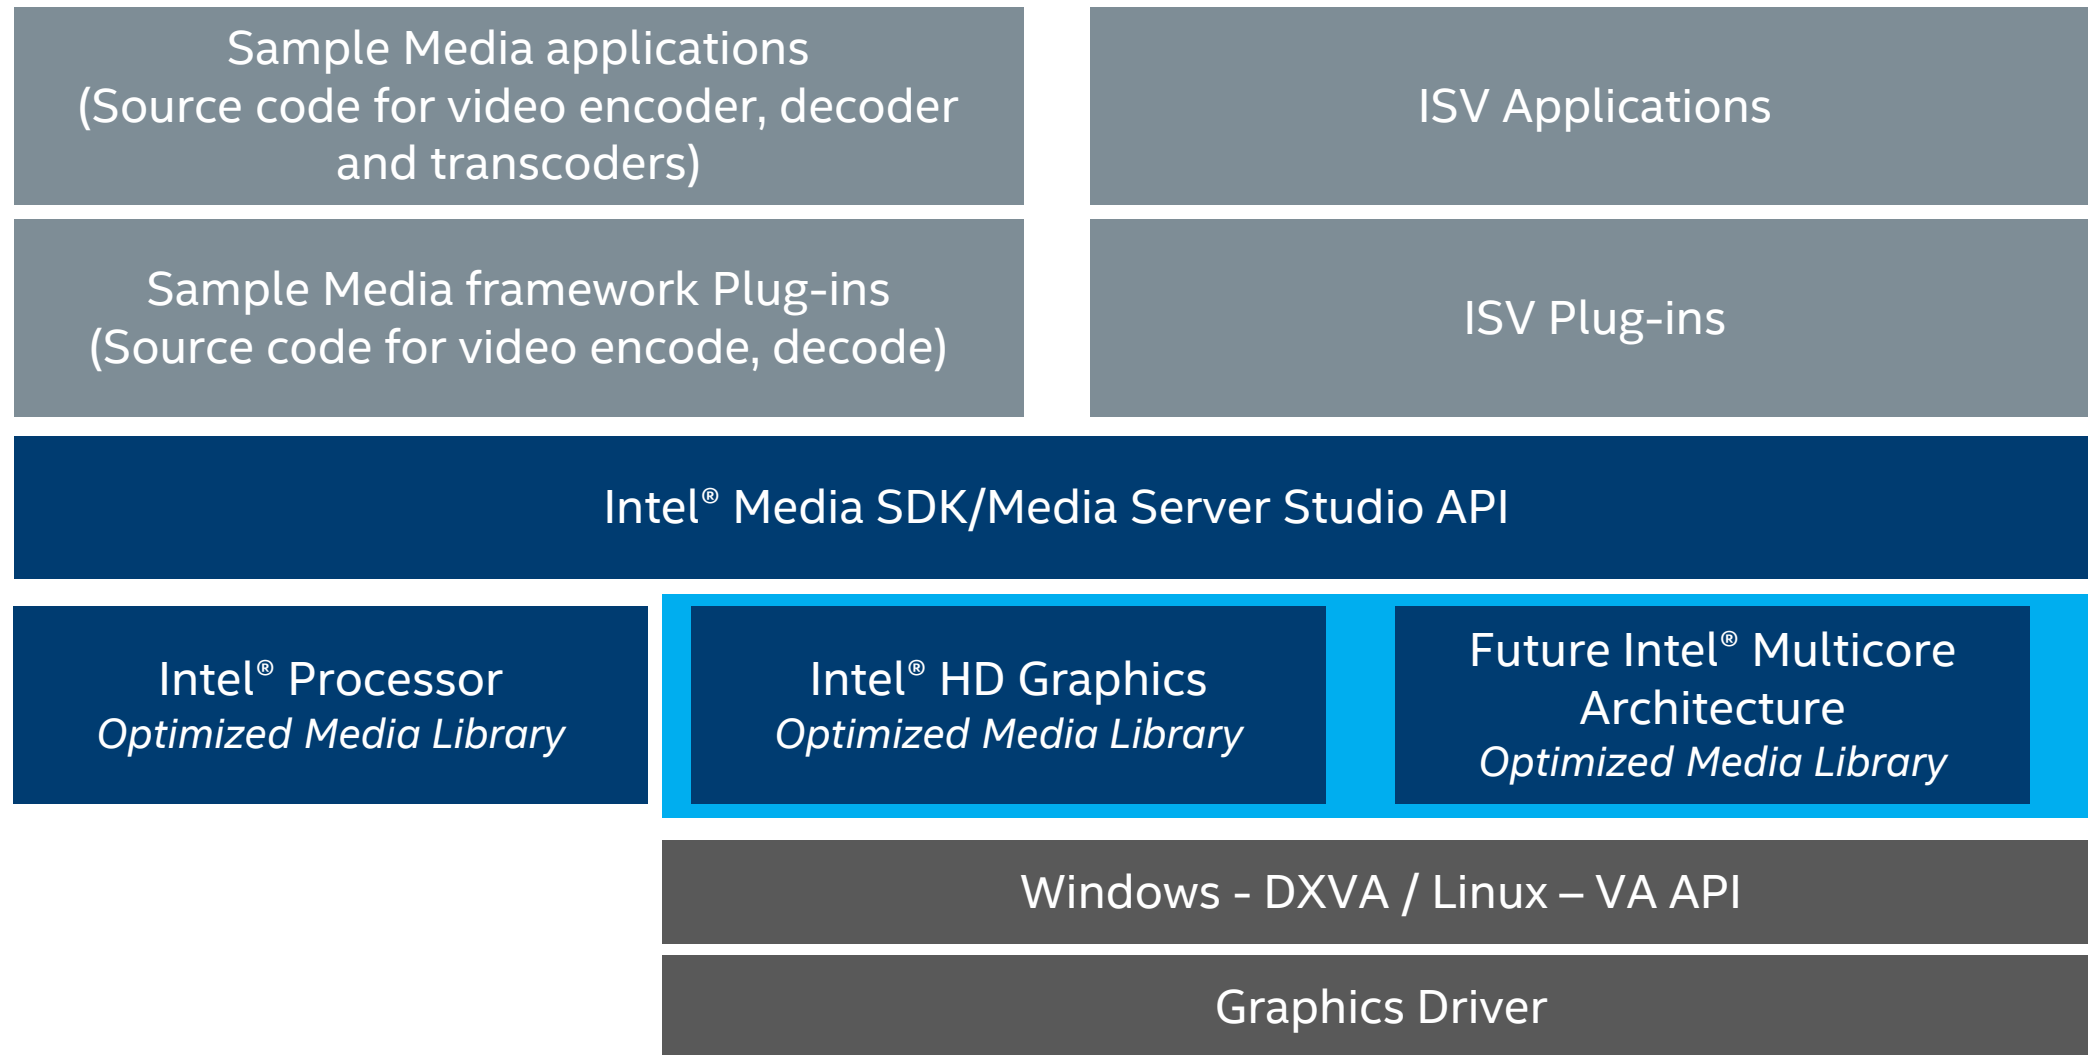 Sample Media applications
(Source code for video encoder, decoder
and transcoders)
ISV Applications
Sample Media framework Plug-ins
(Source code for video encode, decode)
ISV Plug-ins
Intel® Media SDK/Media Server Studio API
Intel® Processor
Optimized Media Library
Intel® HD Graphics
Optimized Media Library
Future Intel® Multicore
Architecture
Optimized Media Library
Windows - DXVA / Linux – VA API
Graphics Driver